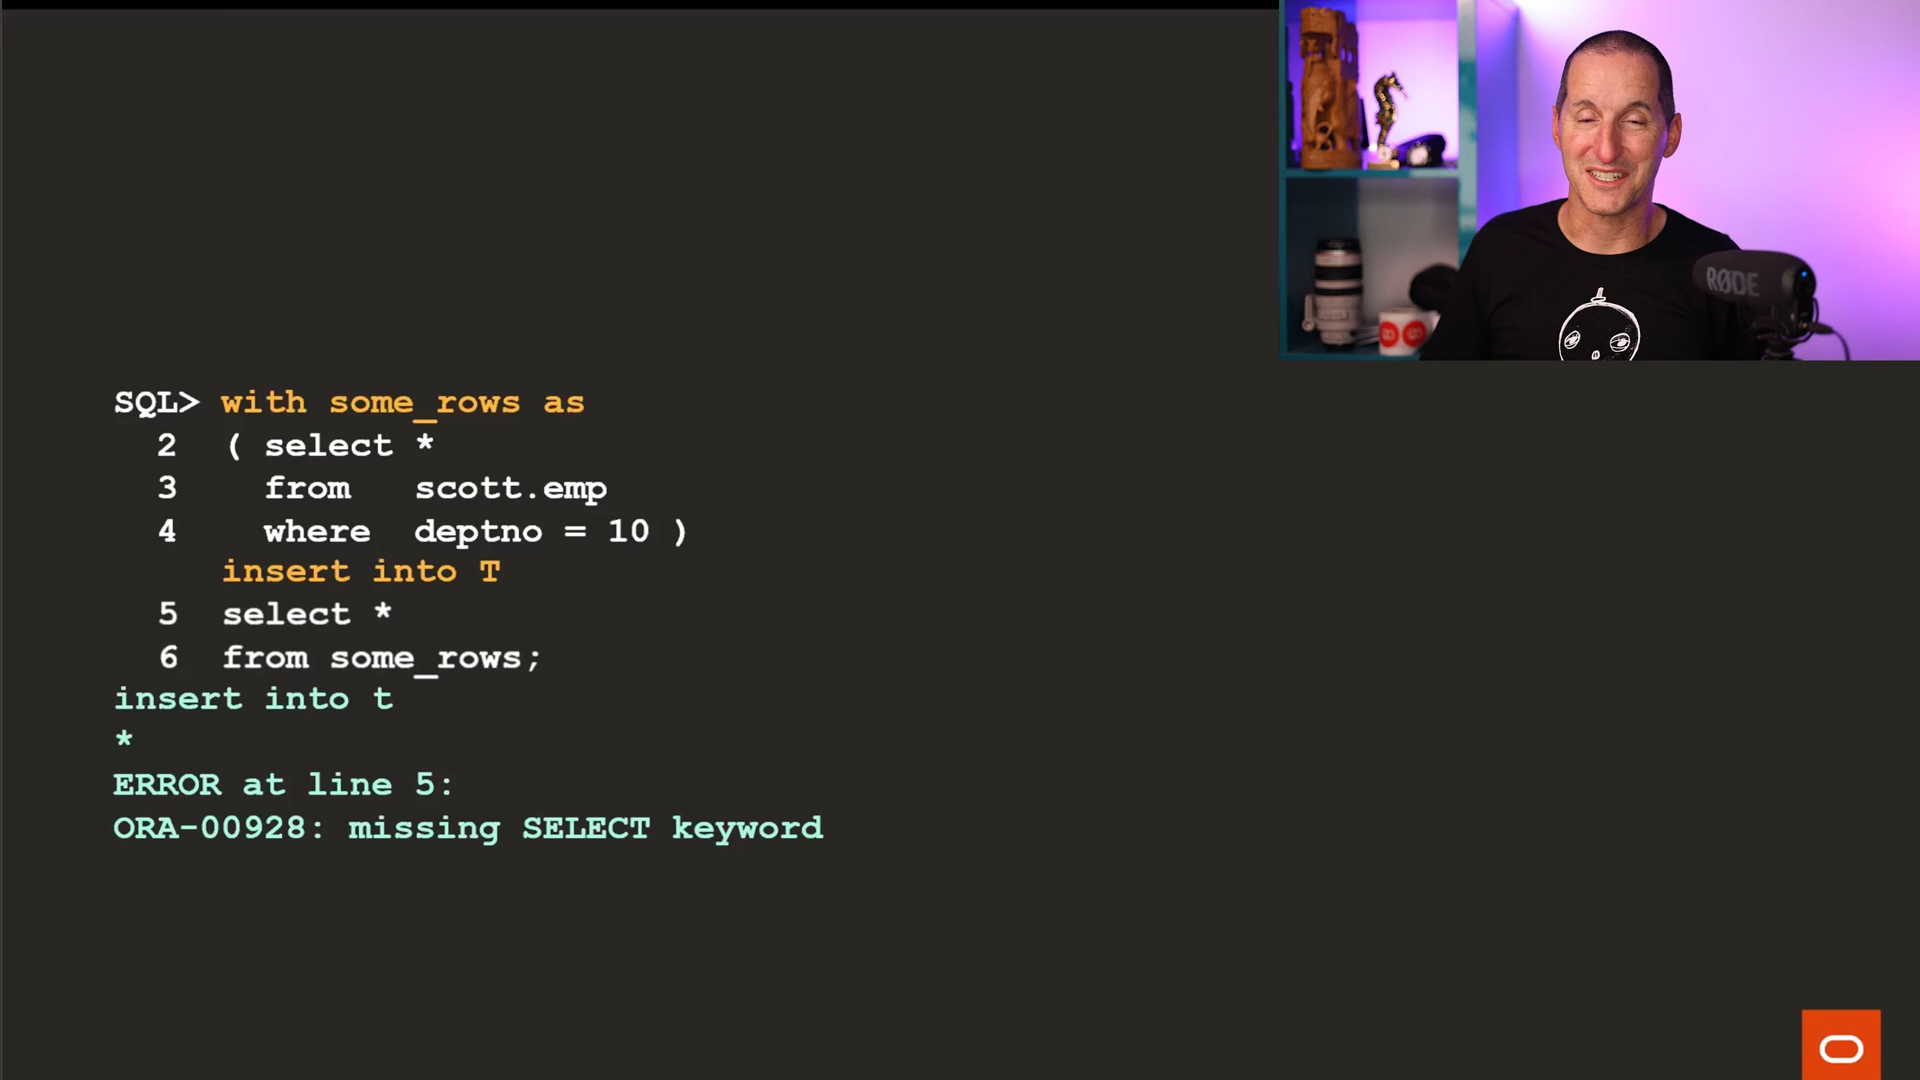 SQL> with some_rows as
2 ( select *
3 from scott.emp
4 where deptno = 10 )
insert into T
5 select *
6 from some_rows;
insert into t
*
ERROR at line 5:
ORA-00928: missing SELECT keyword
RØDE